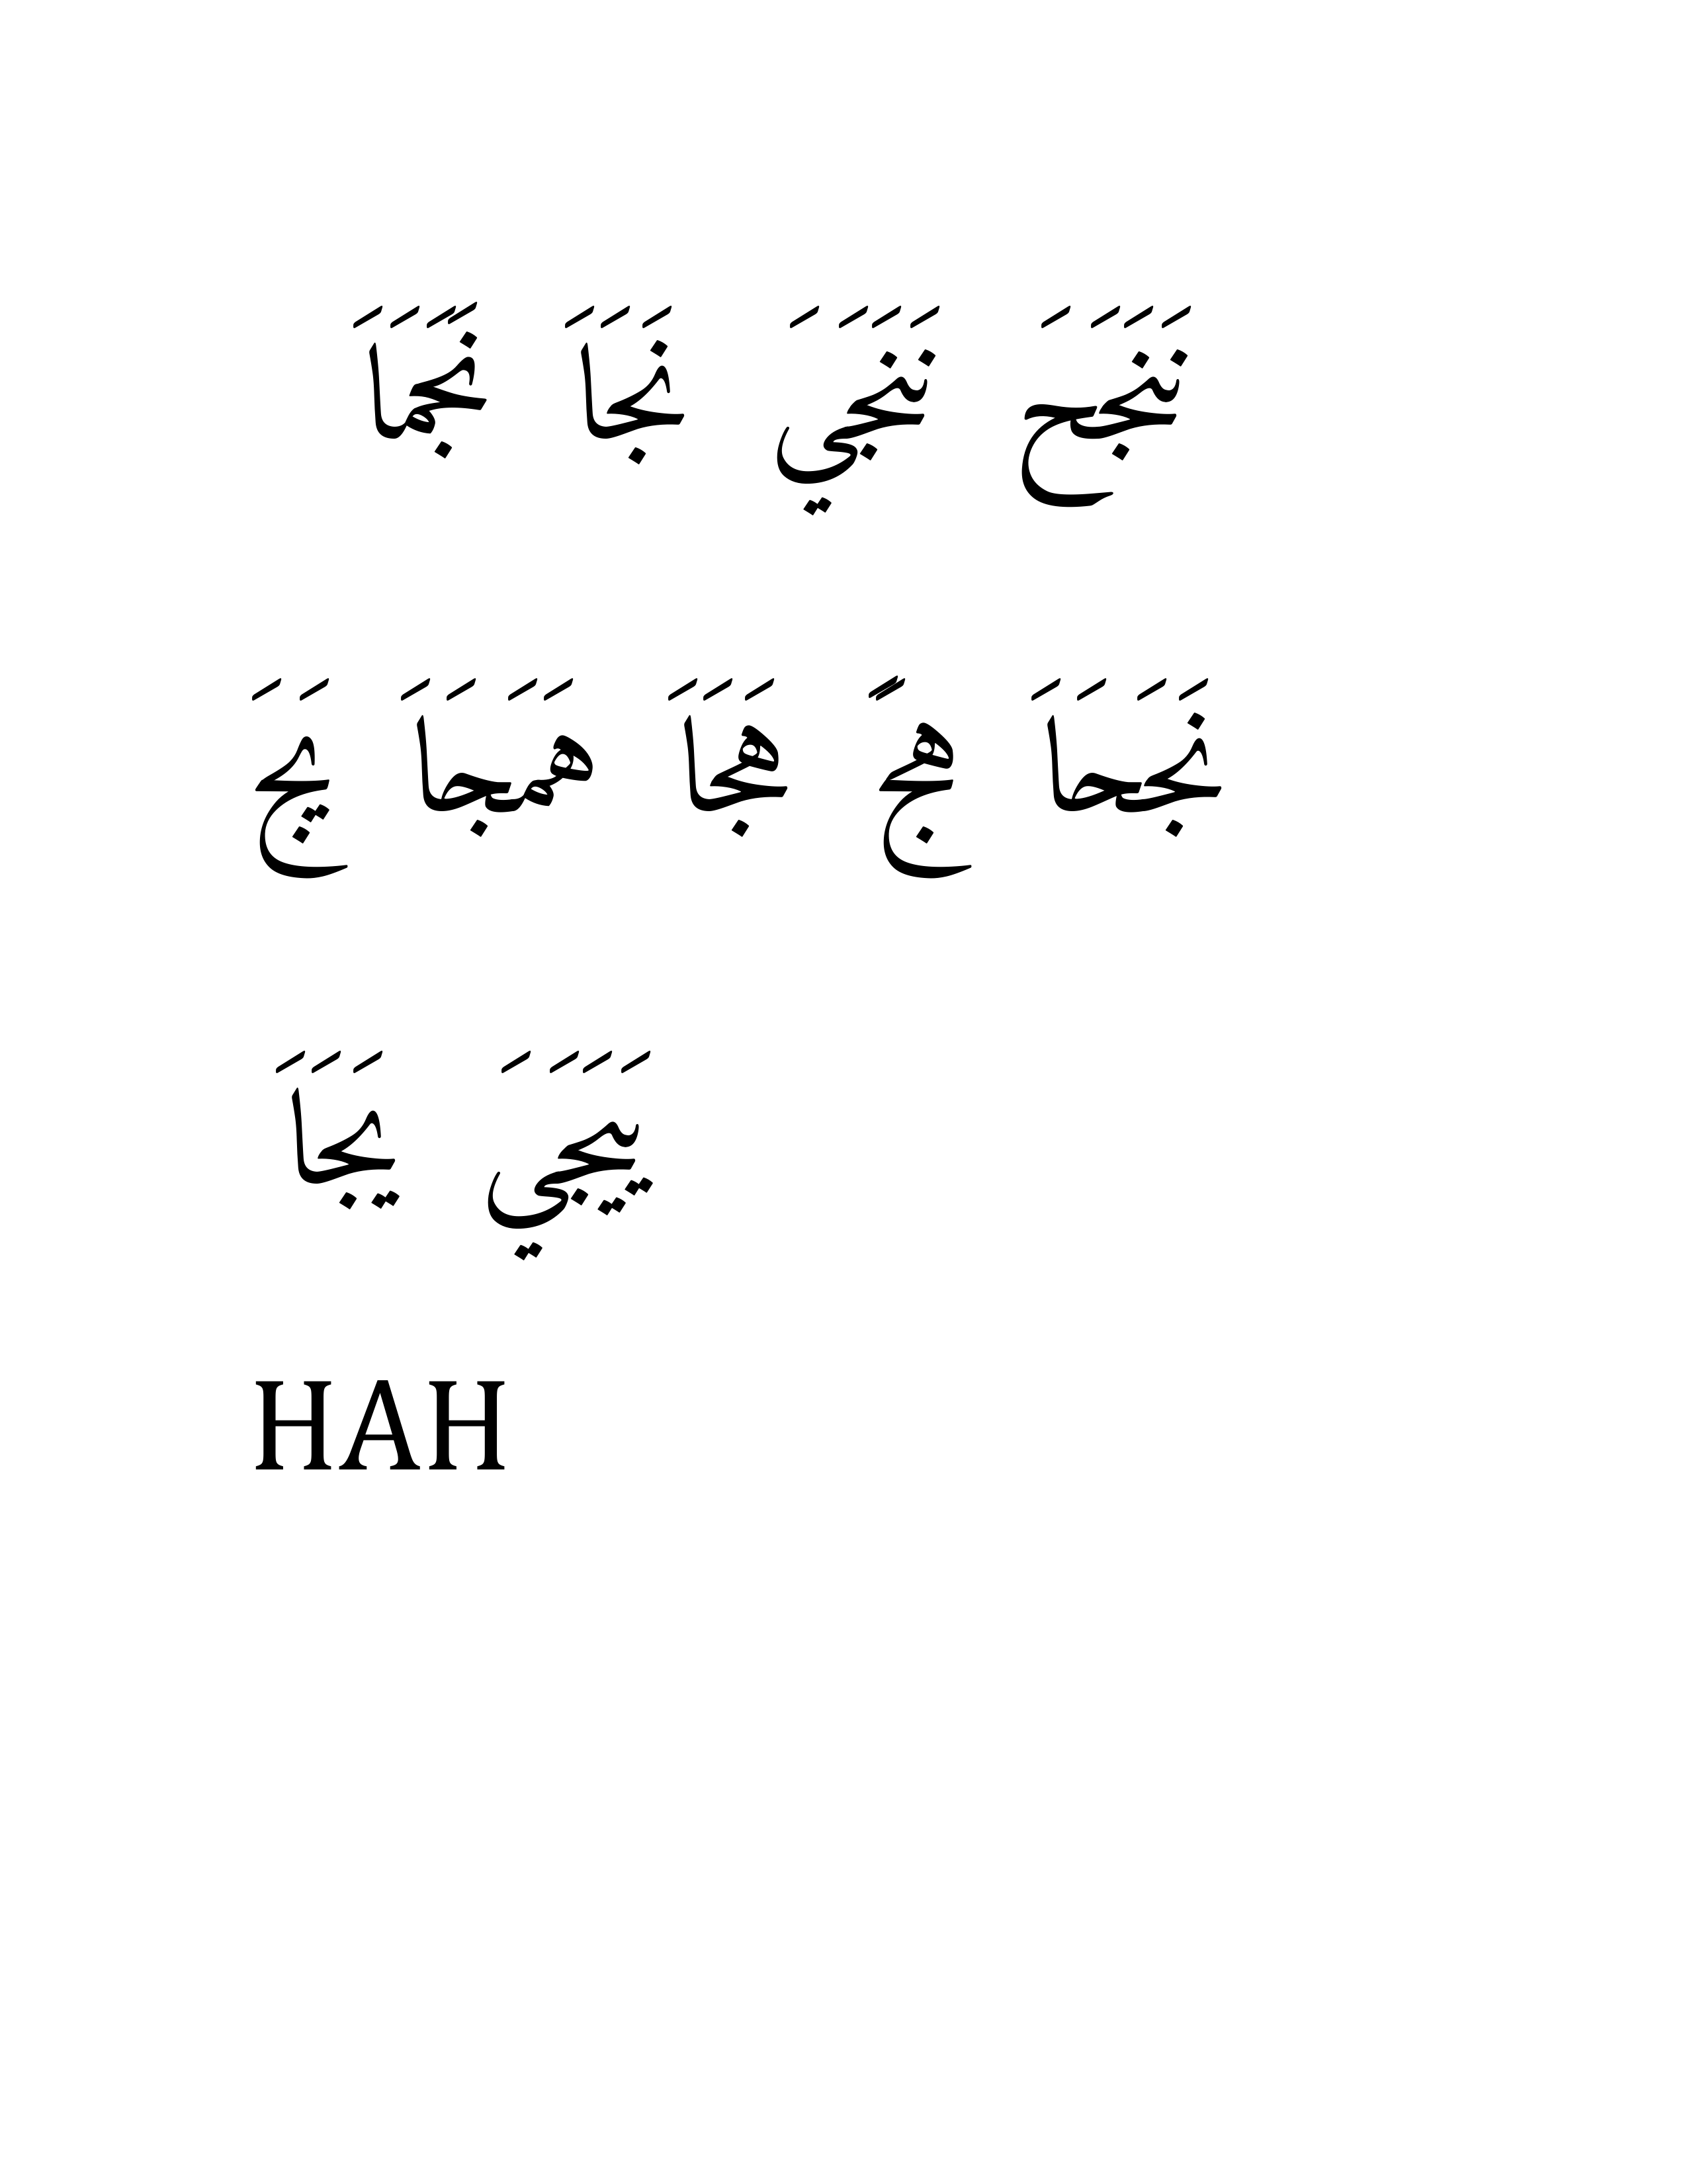 نَنَجَحَ نَنَجَيَ نَجَاَ نَجَمَاَ
نَجَحَاَ هَجَ هَجَاَ هَمَجَاَ يَجَ
يَيَجَيَ يَجَاَ
HAH